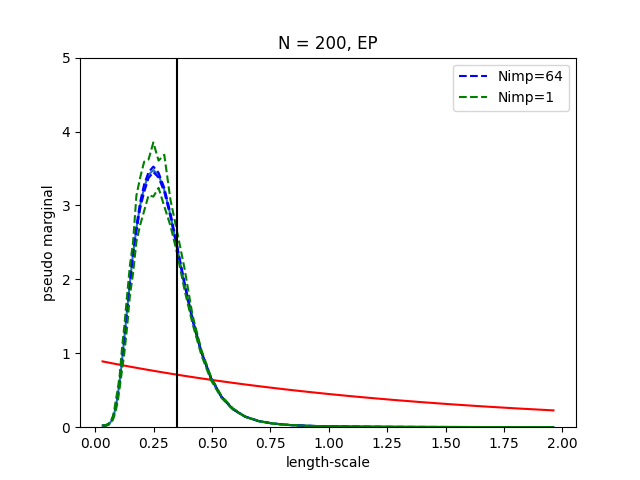 N = 200, EP
Nimp=64
Nimp=1
pseudo marginal
5
4
3
2
1
0
0.00 0.25 0.50 0.75 1.00 1.25 1.50 1.75 2.00
length-scale